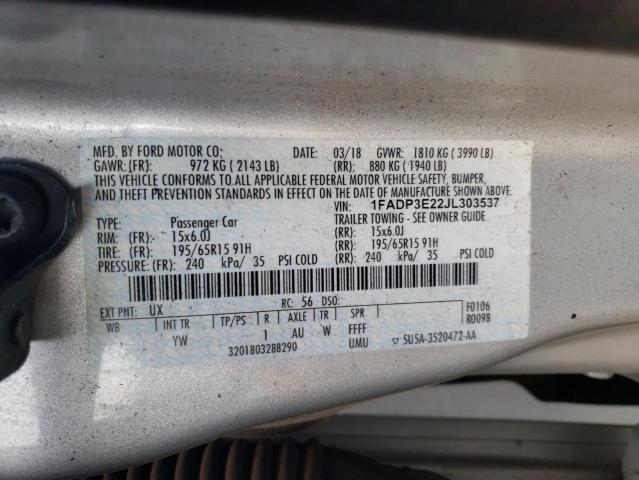 MFD. BY FORD MOTOR CO: DATE: 03/18 GVWR: 1810 KG ( 3990 LB)
GAWR: (FR): 972 KG ( 2143 LB) (RR): 880 KG ( 1940 LB)
THIS VEHICLE CONFORMS TO ALL APPLICABLE FEDERAL MOTOR VEHICLE SAFETY, BUMPER,
AND THEFT PREVENTION STANDARDS IN EFFECT ON THE DATE OF MANUFACTURE SHOWN ABOVE.
VIN: 1FADP3E22JL303537
TYPE: Passenger Car TRAILER TOWING - SEE OWNER GUIDE
RIM: (FR): 15x6.0J (RR): 15x6.0J
TIRE: (FR): 195/65R15 91H (RR): 195/65R15 91H
PRESSURE: (FR): 240 kPa/ 35 PSI COLD (RR): 240 kPa/ 35 PSI COLD
EXT PNT: UX RC: 56 DSO: F0106
WB INT TR TP/PS R AXLE TR SPR R0098
YW 1 AU W FFFF
3201803288290 UMU ▽ 5U5A-3520472-AA